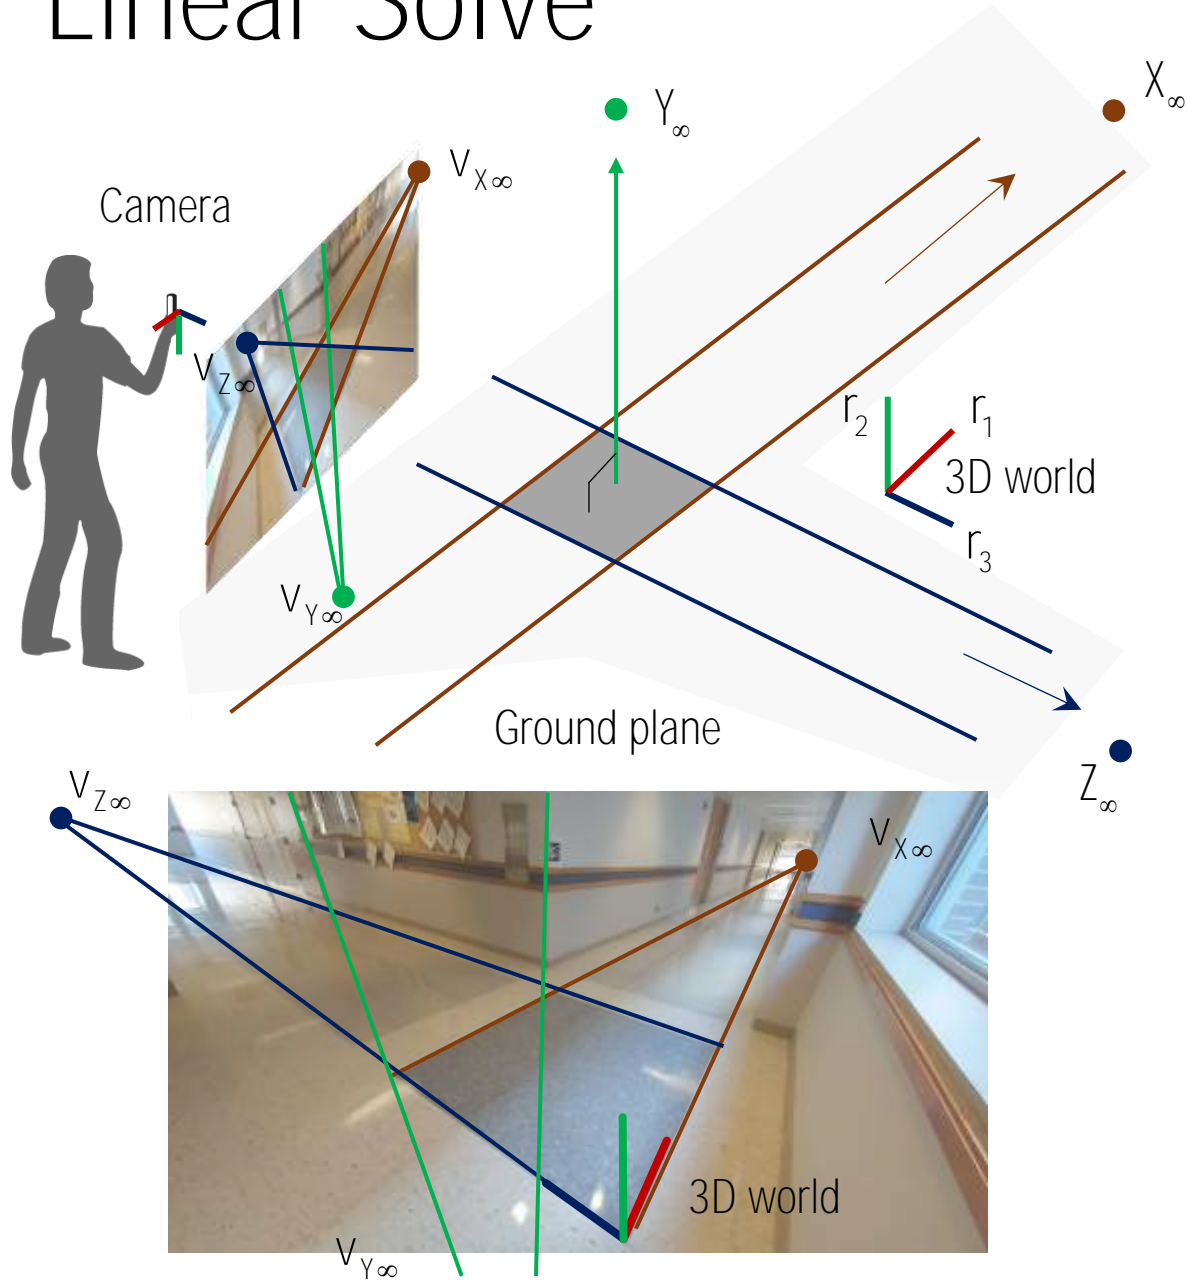 Linear Solve
Y∞
X∞
VX∞
Camera
VZ∞
r2
r1
3D world
r3
VY∞
Ground plane
VZ∞
Z∞
VX∞
3D world
VY∞